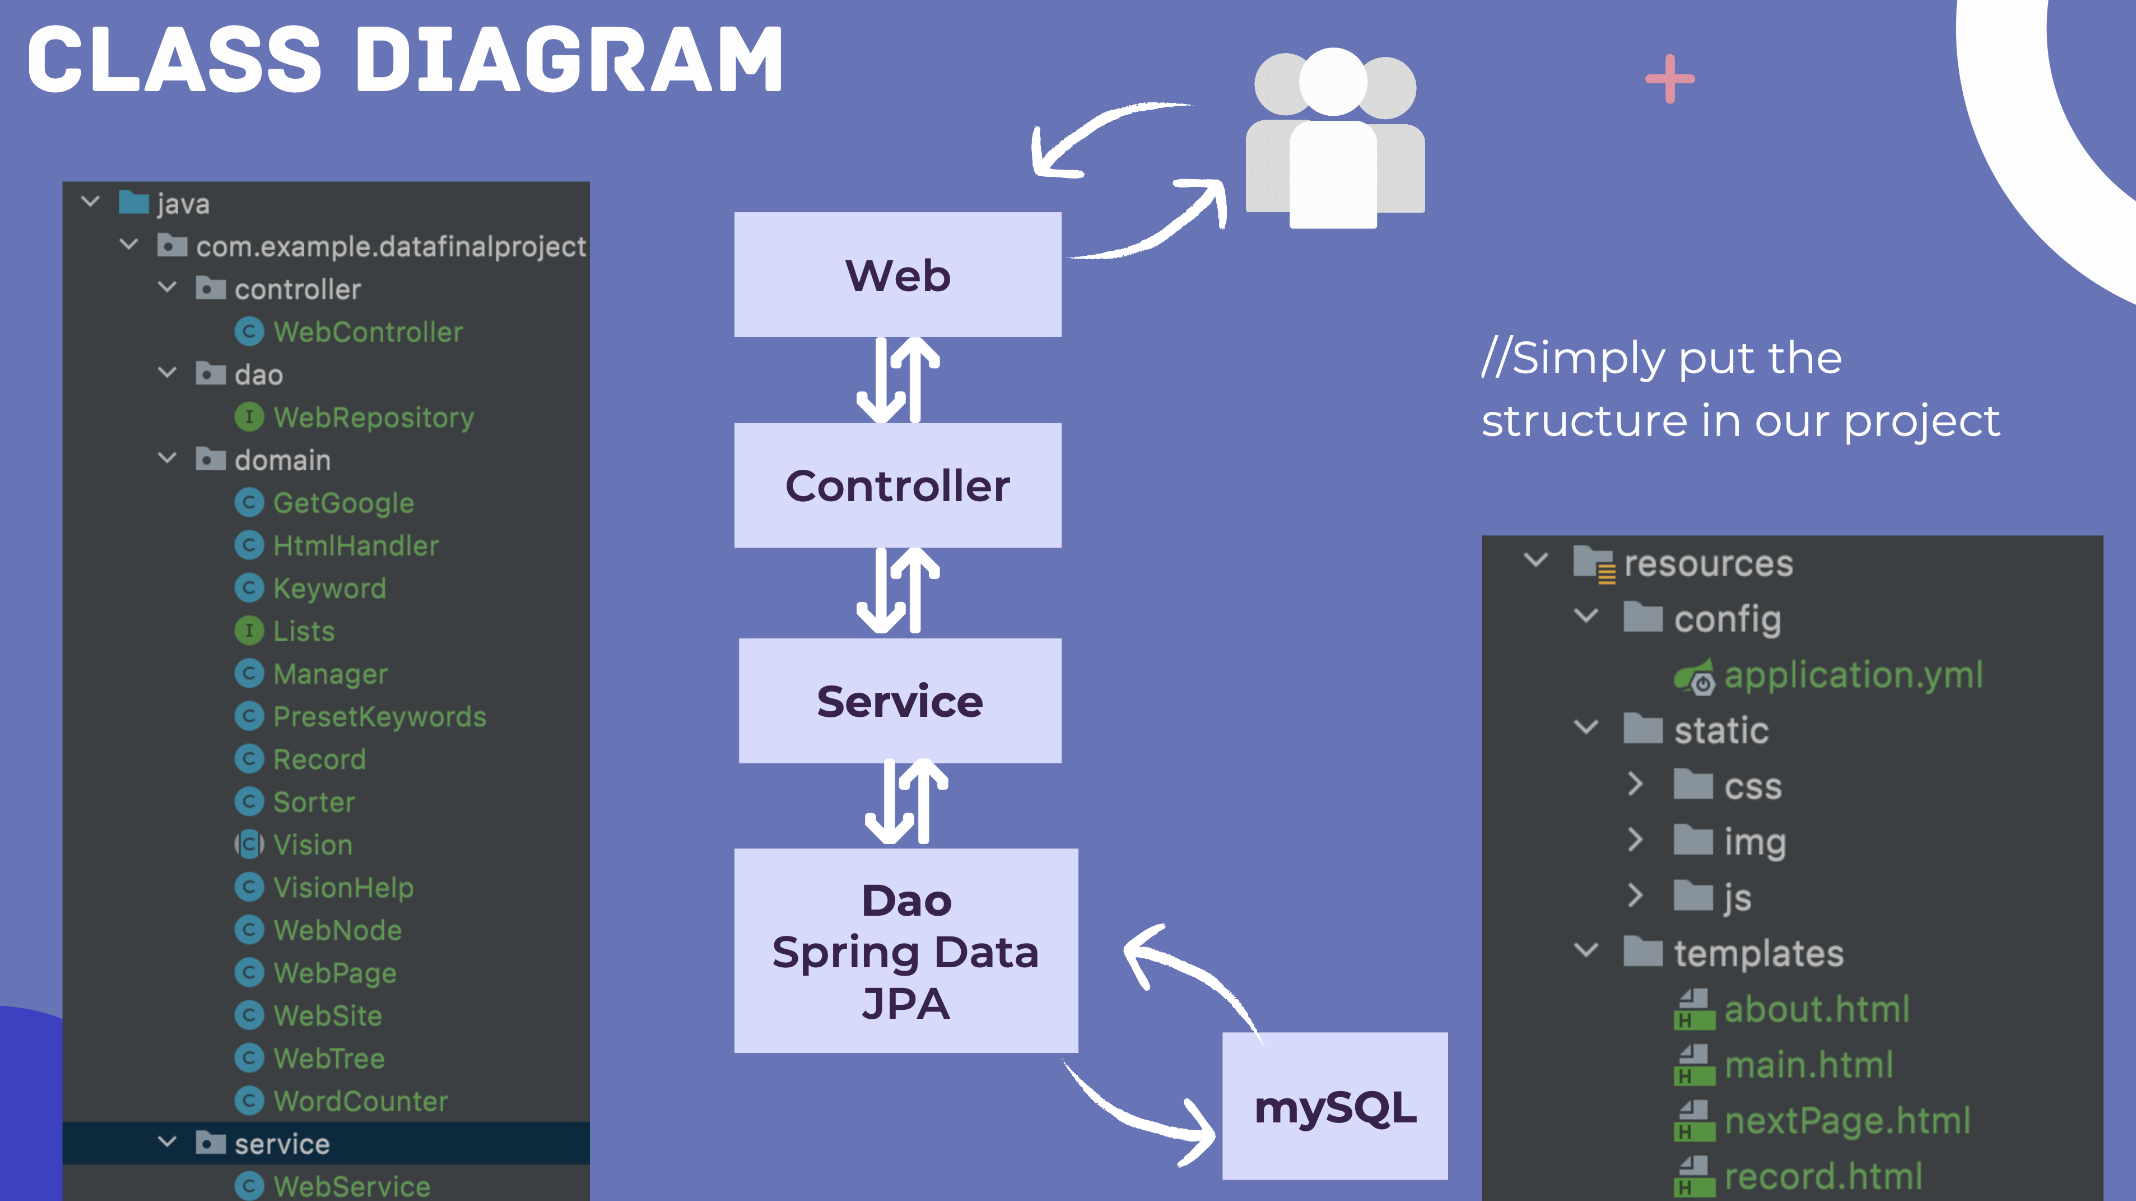 CLASS DIAGRAM
java
com.example.datafinalproject
controller
WebController
dao
WebRepository
domain
GetGoogle
HtmlHandler
Keyword
Lists
Manager
PresetKeywords
Record
Sorter
Vision
VisionHelp
WebNode
WebPage
WebSite
WebTree
WordCounter
service
WebService
Web
Controller
Service
Dao
Spring Data
JPA
mySQL
//Simply put the
structure in our project
resources
config
application.yml
static
css
img
js
templates
about.html
main.html
nextPage.html
record.html